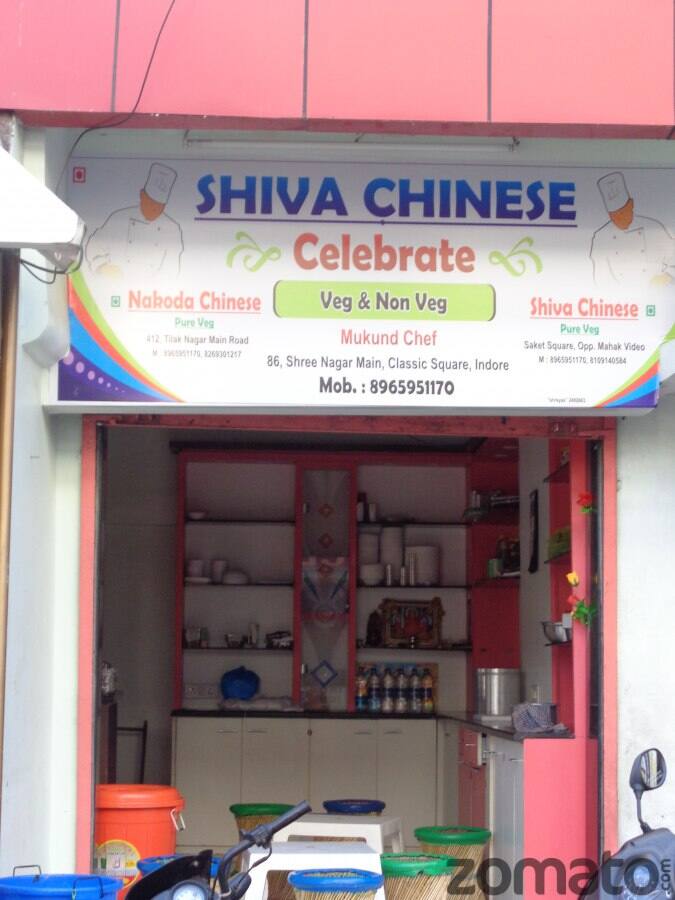 SHIVA CHINESE
Celebrate
Veg & Non Veg
Mukund Chef
86, Shree Nagar Main, Classic Square, Indore
Mob. : 8965951170
Nakoda Chinese
Pure Veg
412, Tilak Nagar Main Road
M : 8965951170, 8269301217
Shiva Chinese
Pure Veg
Saket Square, Opp. Mahak Video
M : 8965951170, 8109140584
zomato.com